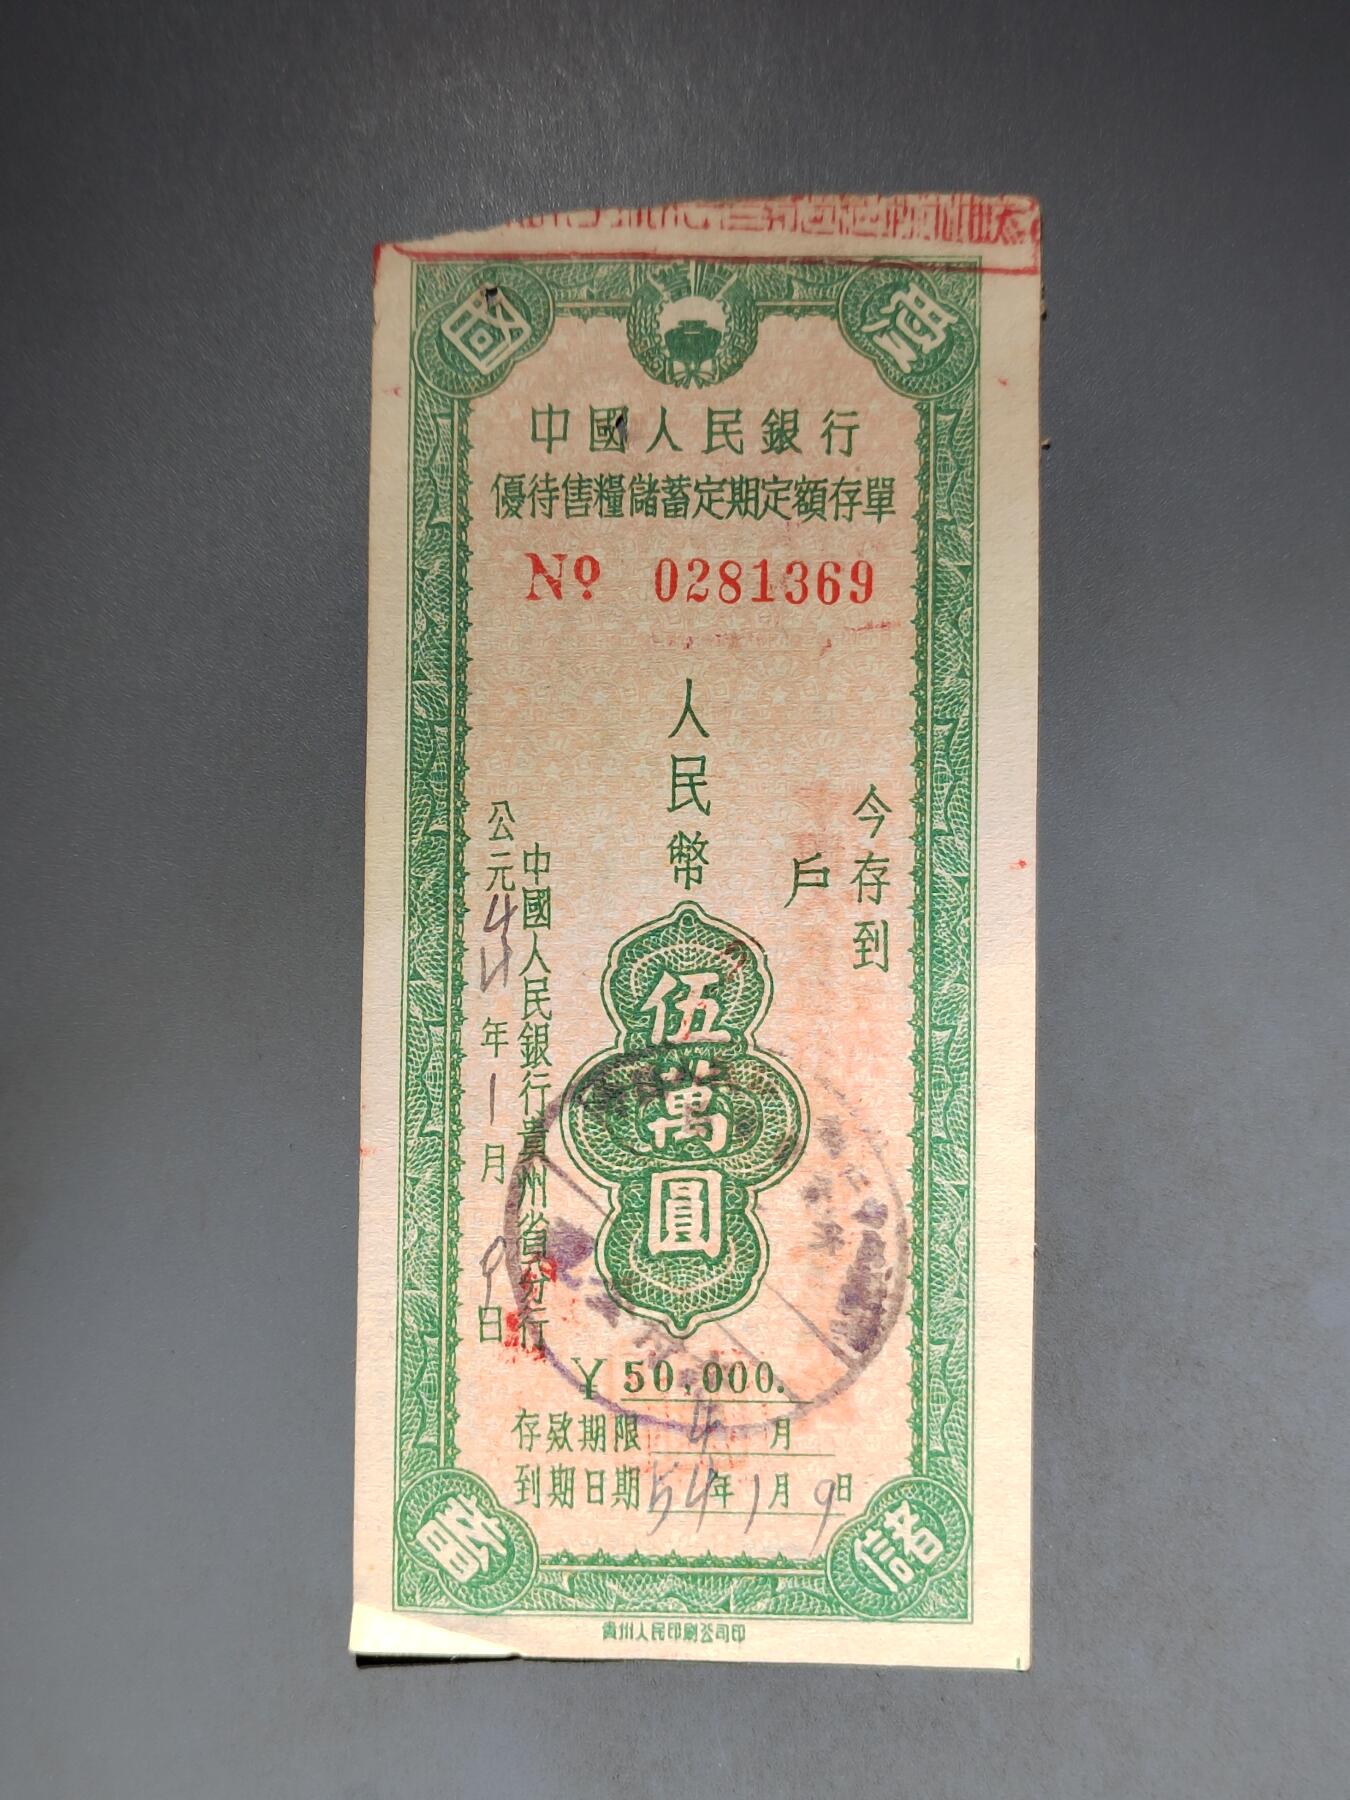 國
中國人民銀行
優待售糧儲蓄定期定額存單
No 0281369
今存到
戶
人民幣
伍萬圓
中國人民銀行貴州省分行
公元 年1月9日
¥ 50,000.
存款期限 4 月
到期日期 54年1月9日
儲
貴州人民印刷公司印